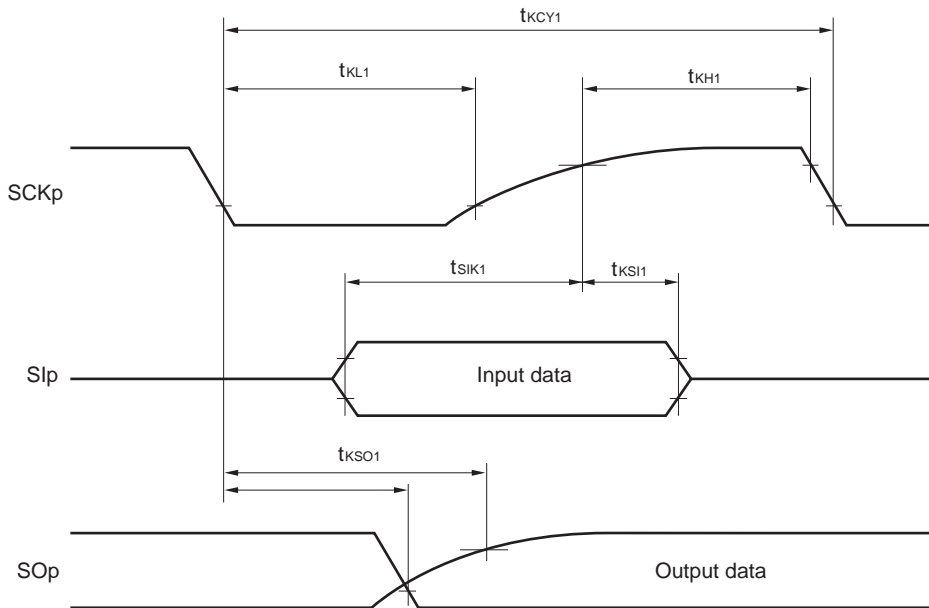 tKCY1
tKL1
tKH1
SCKp
tSIK1
tKSI1
SIp
Input data
tKSO1
SOp
Output data